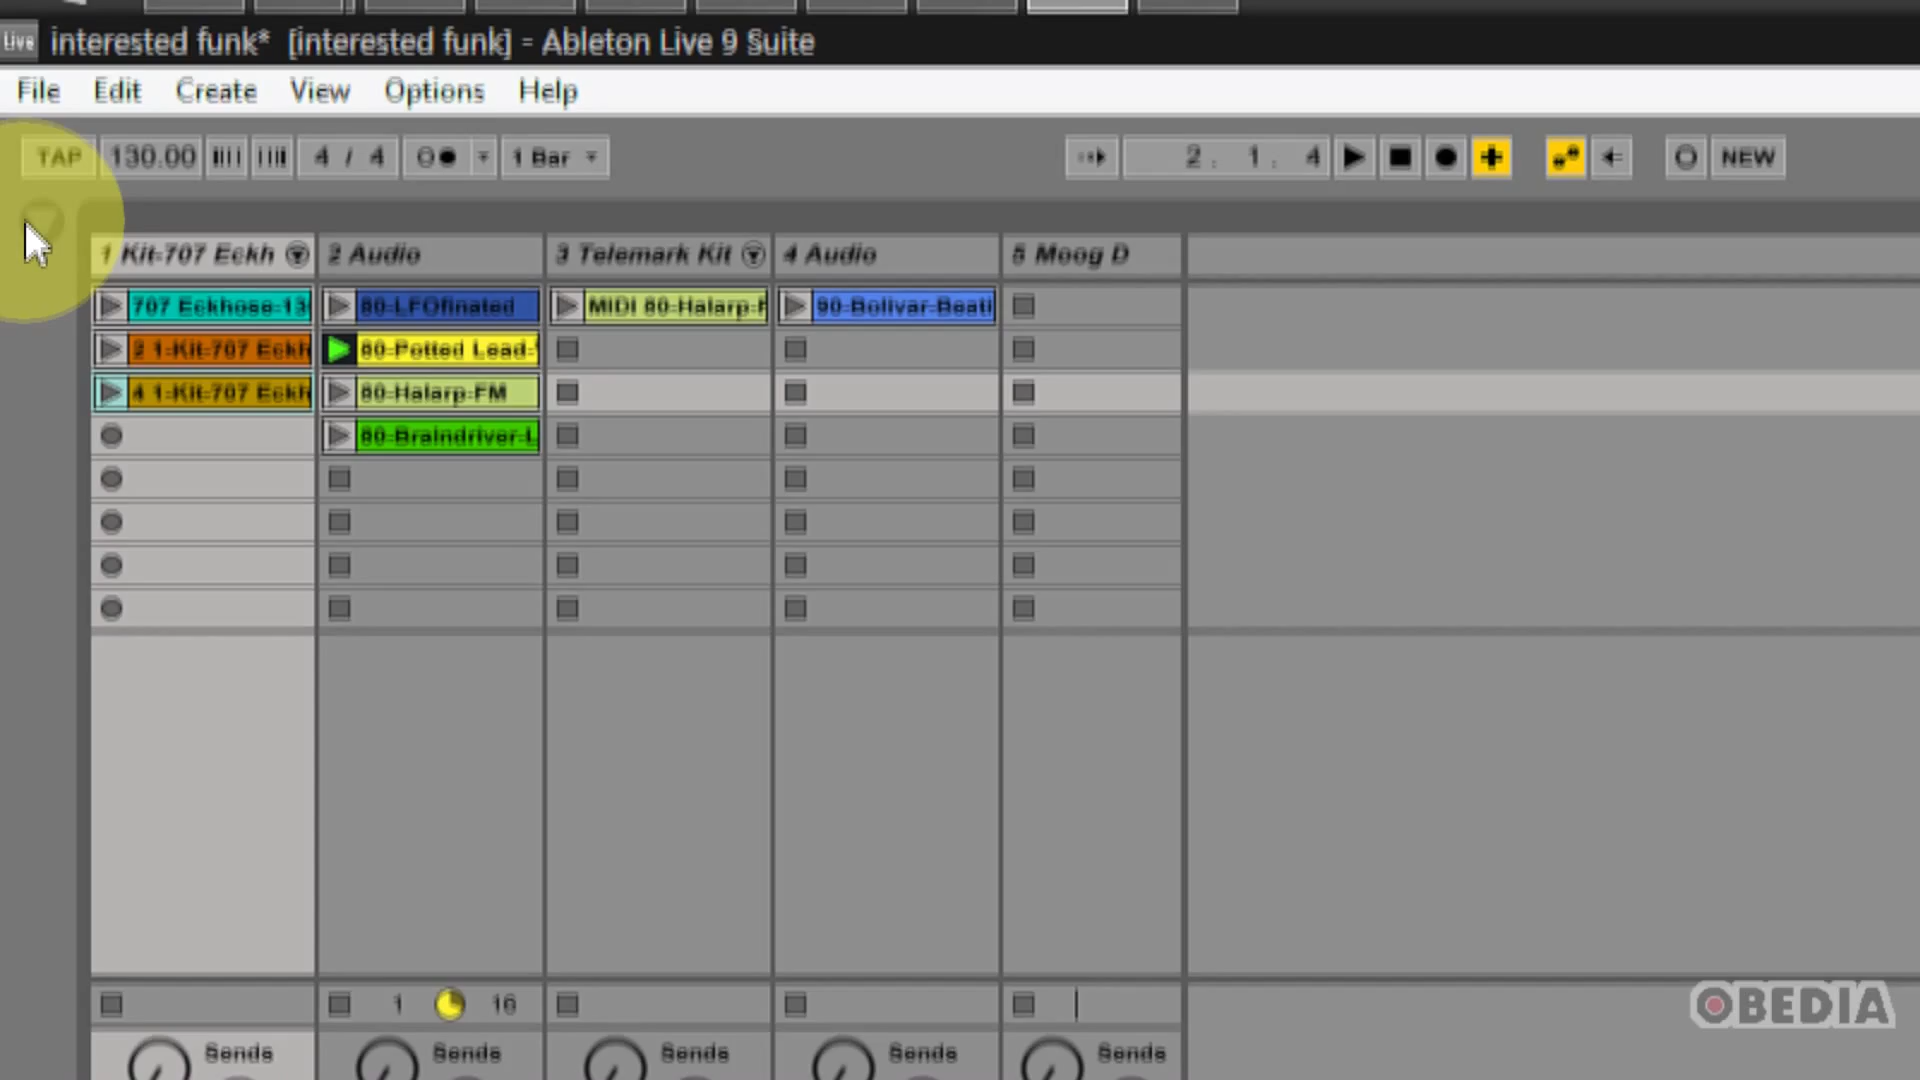 Live interested funk* [interested funk] - Ableton Live 9 Suite
File Edit Create View Options Help
TAP 130.00 4 / 4 1 Bar 2. 1. 4 NEW
1 Kit-707 Eckh 2 Audio 3 Telemark Kit 4 Audio 5 Moog D
707 Eckhose-13 80-LFOfinated MIDI 80-Halarp-F 90-Bolivar-Beati
2 1-Kit-707 Eckh 80-Potted Lead-
4 1-Kit-707 Eckh 80-Halarp-FM
80-Braindriver-L
1 16
Sends Sends Sends Sends Sends
OBEDIA